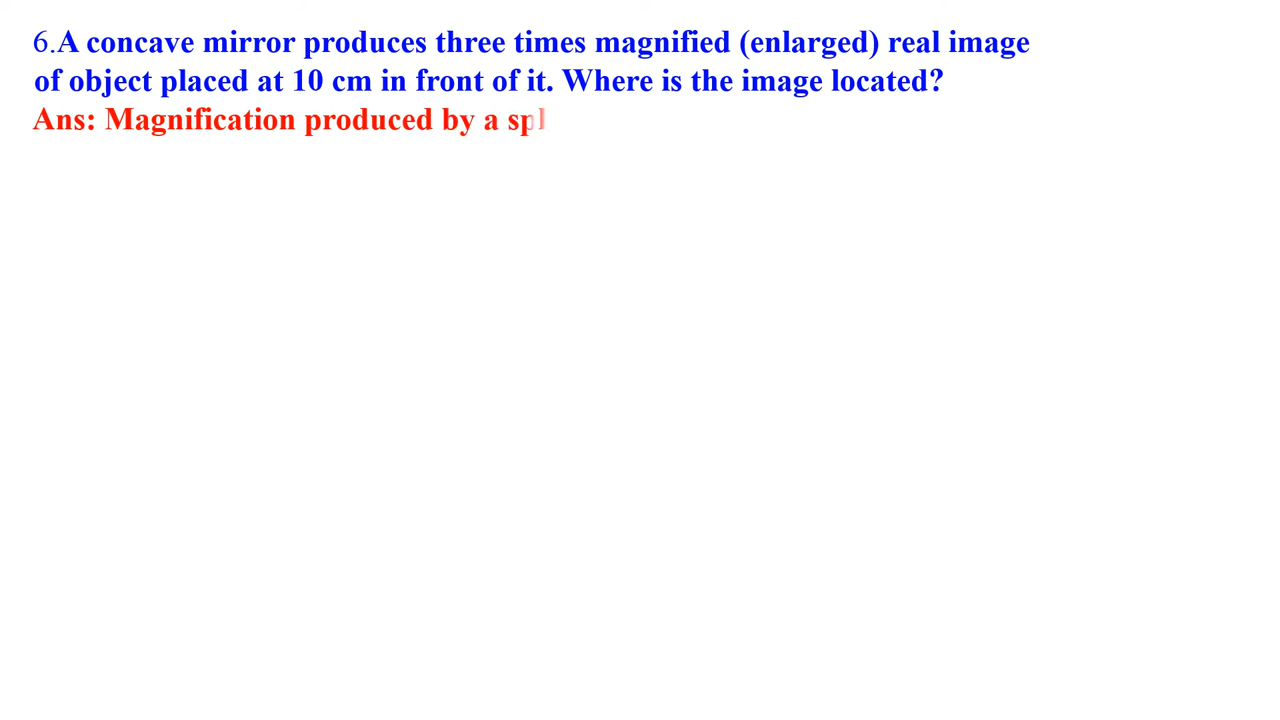 6.A concave mirror produces three times magnified (enlarged) real image
of object placed at 10 cm in front of it. Where is the image located?
Ans: Magnification produced by a